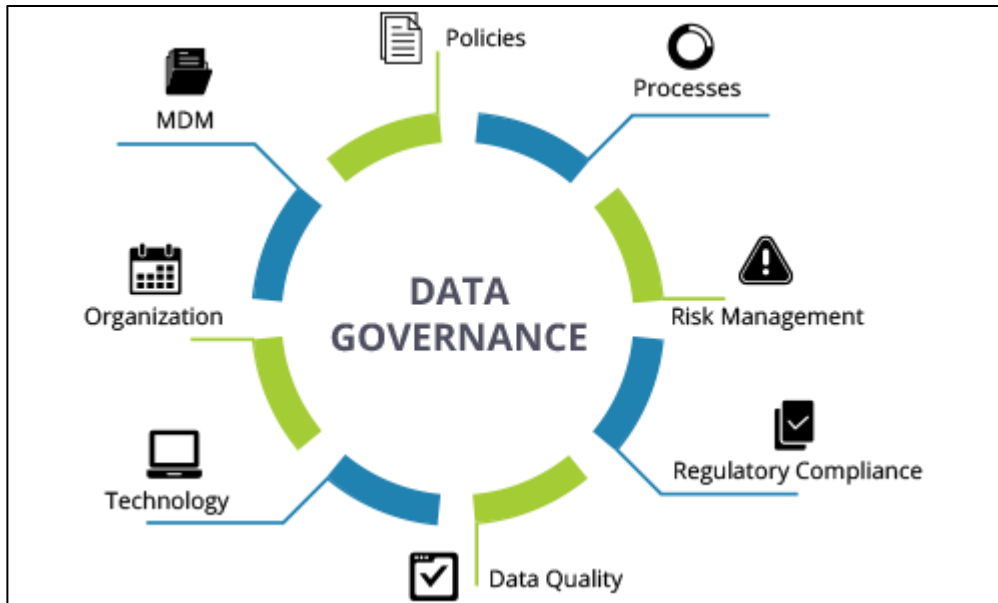 Policies
Processes
MDM
DATA
GOVERNANCE
Organization
Risk Management
Technology
Regulatory Compliance
Data Quality